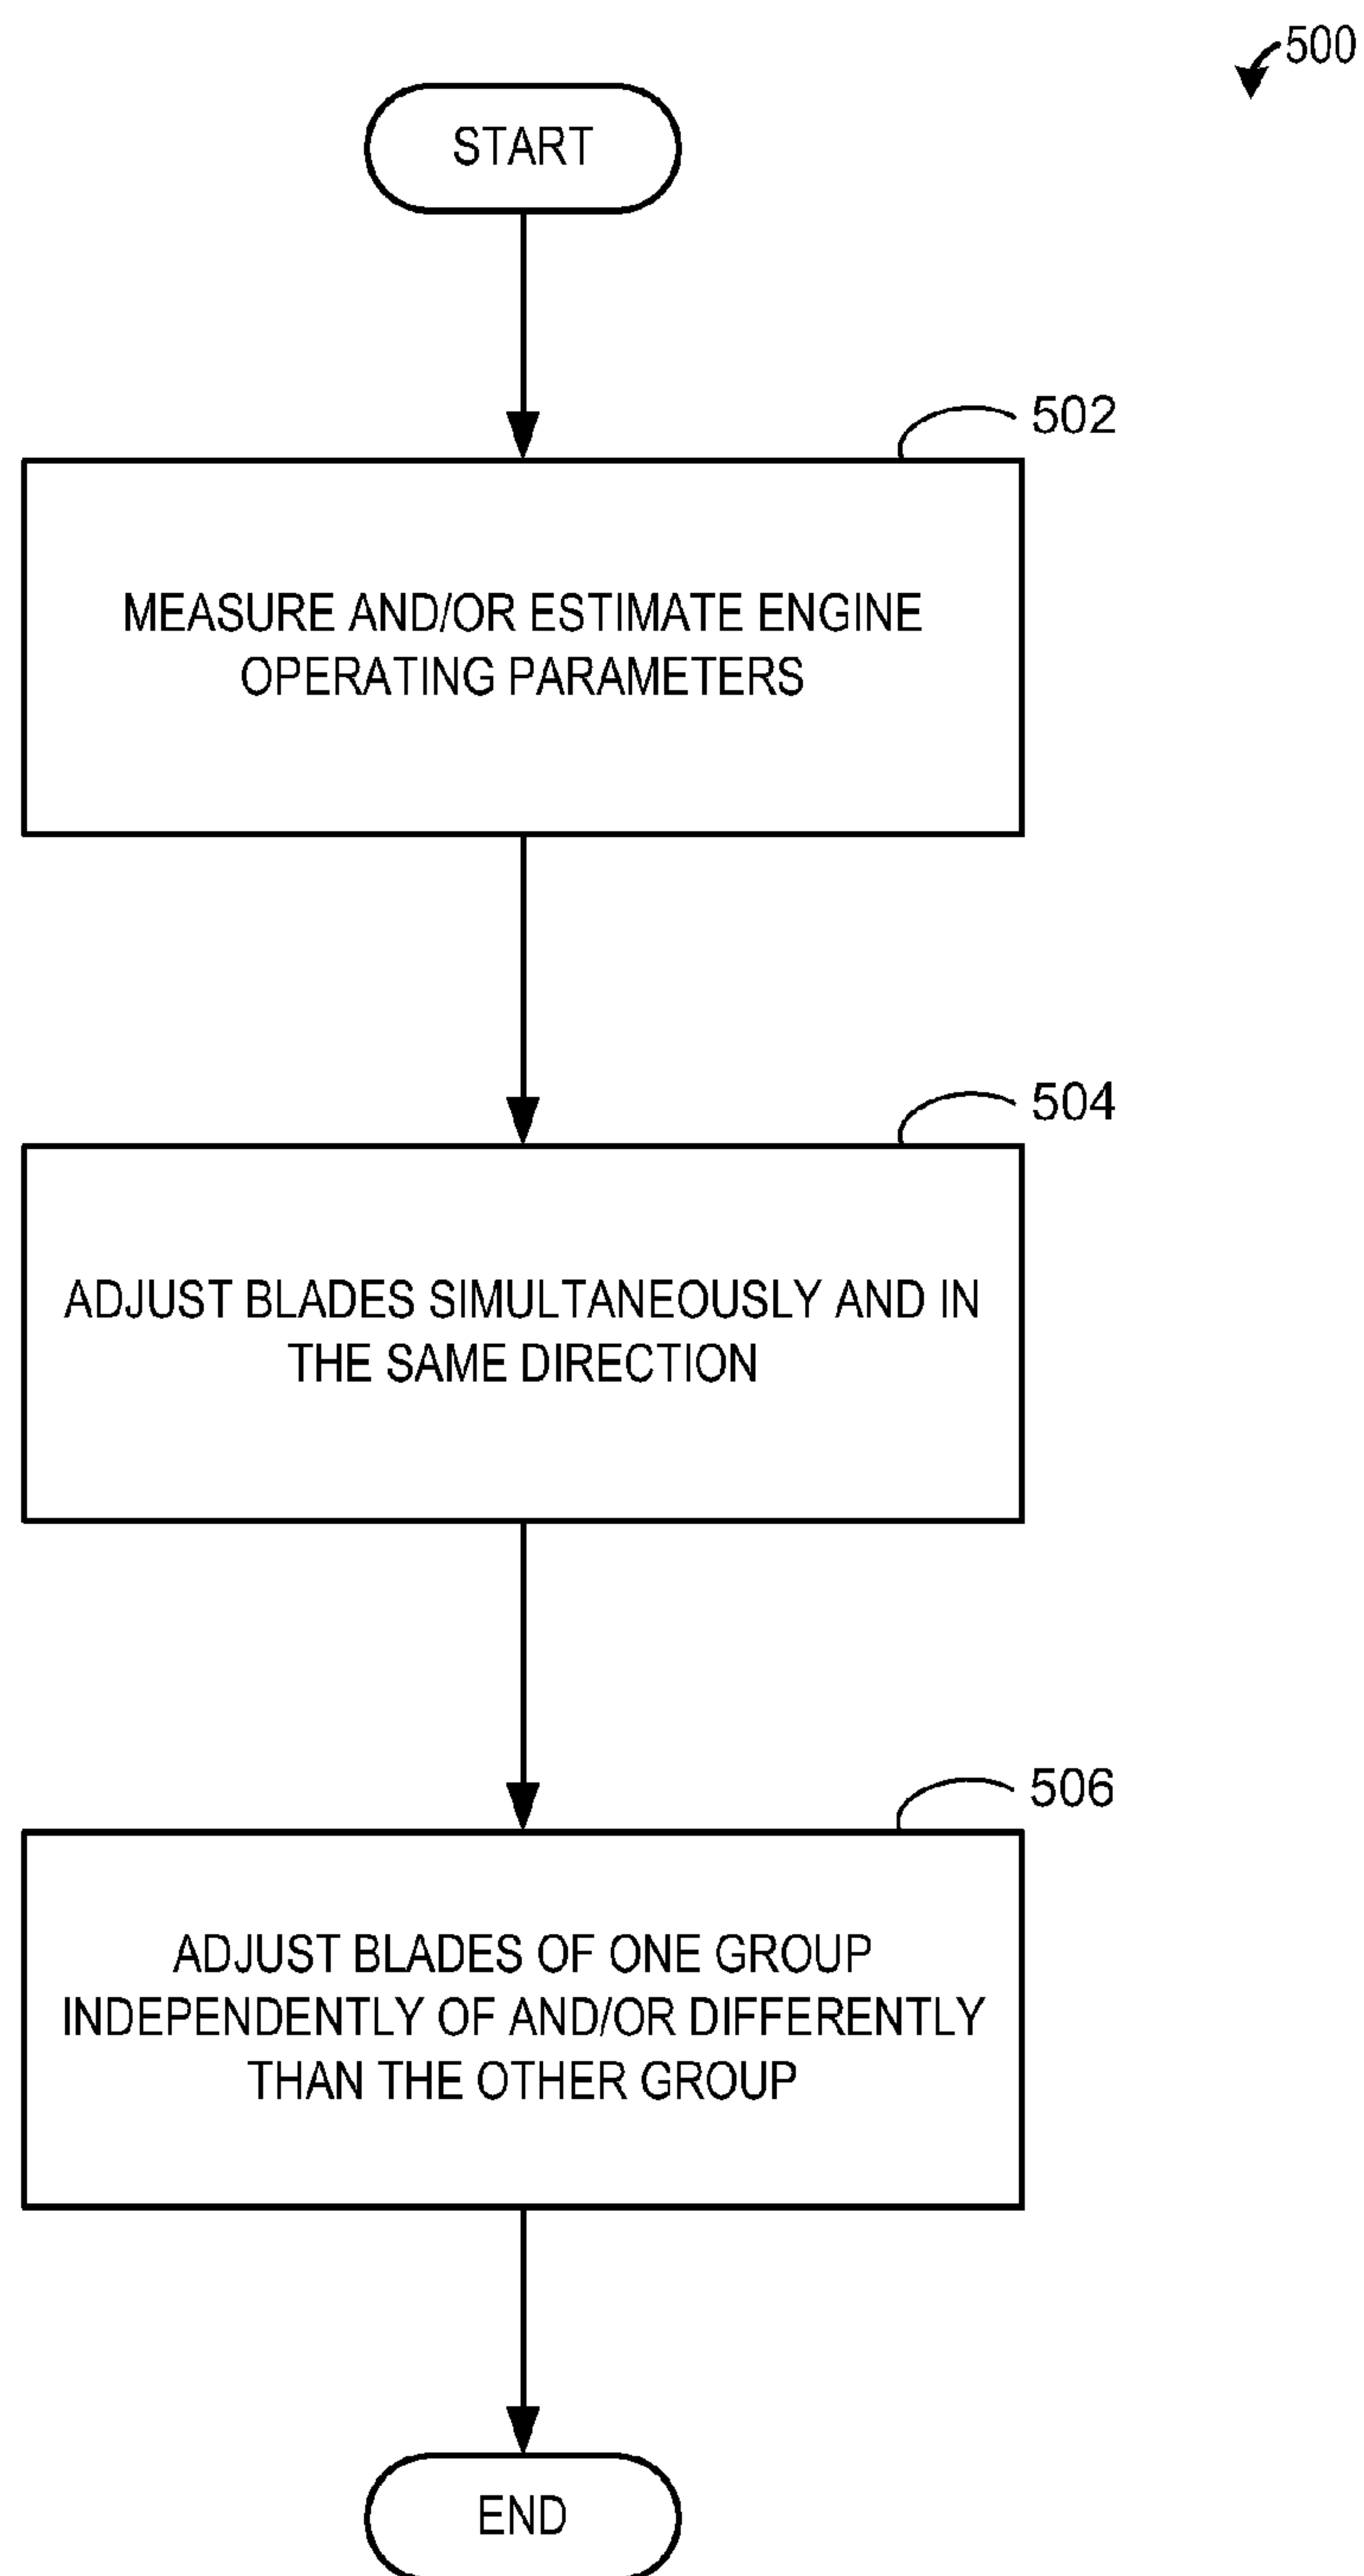 500
START
502
MEASURE AND/OR ESTIMATE ENGINE
OPERATING PARAMETERS
504
ADJUST BLADES SIMULTANEOUSLY AND IN
THE SAME DIRECTION
506
ADJUST BLADES OF ONE GROUP
INDEPENDENTLY OF AND/OR DIFFERENTLY
THAN THE OTHER GROUP
END